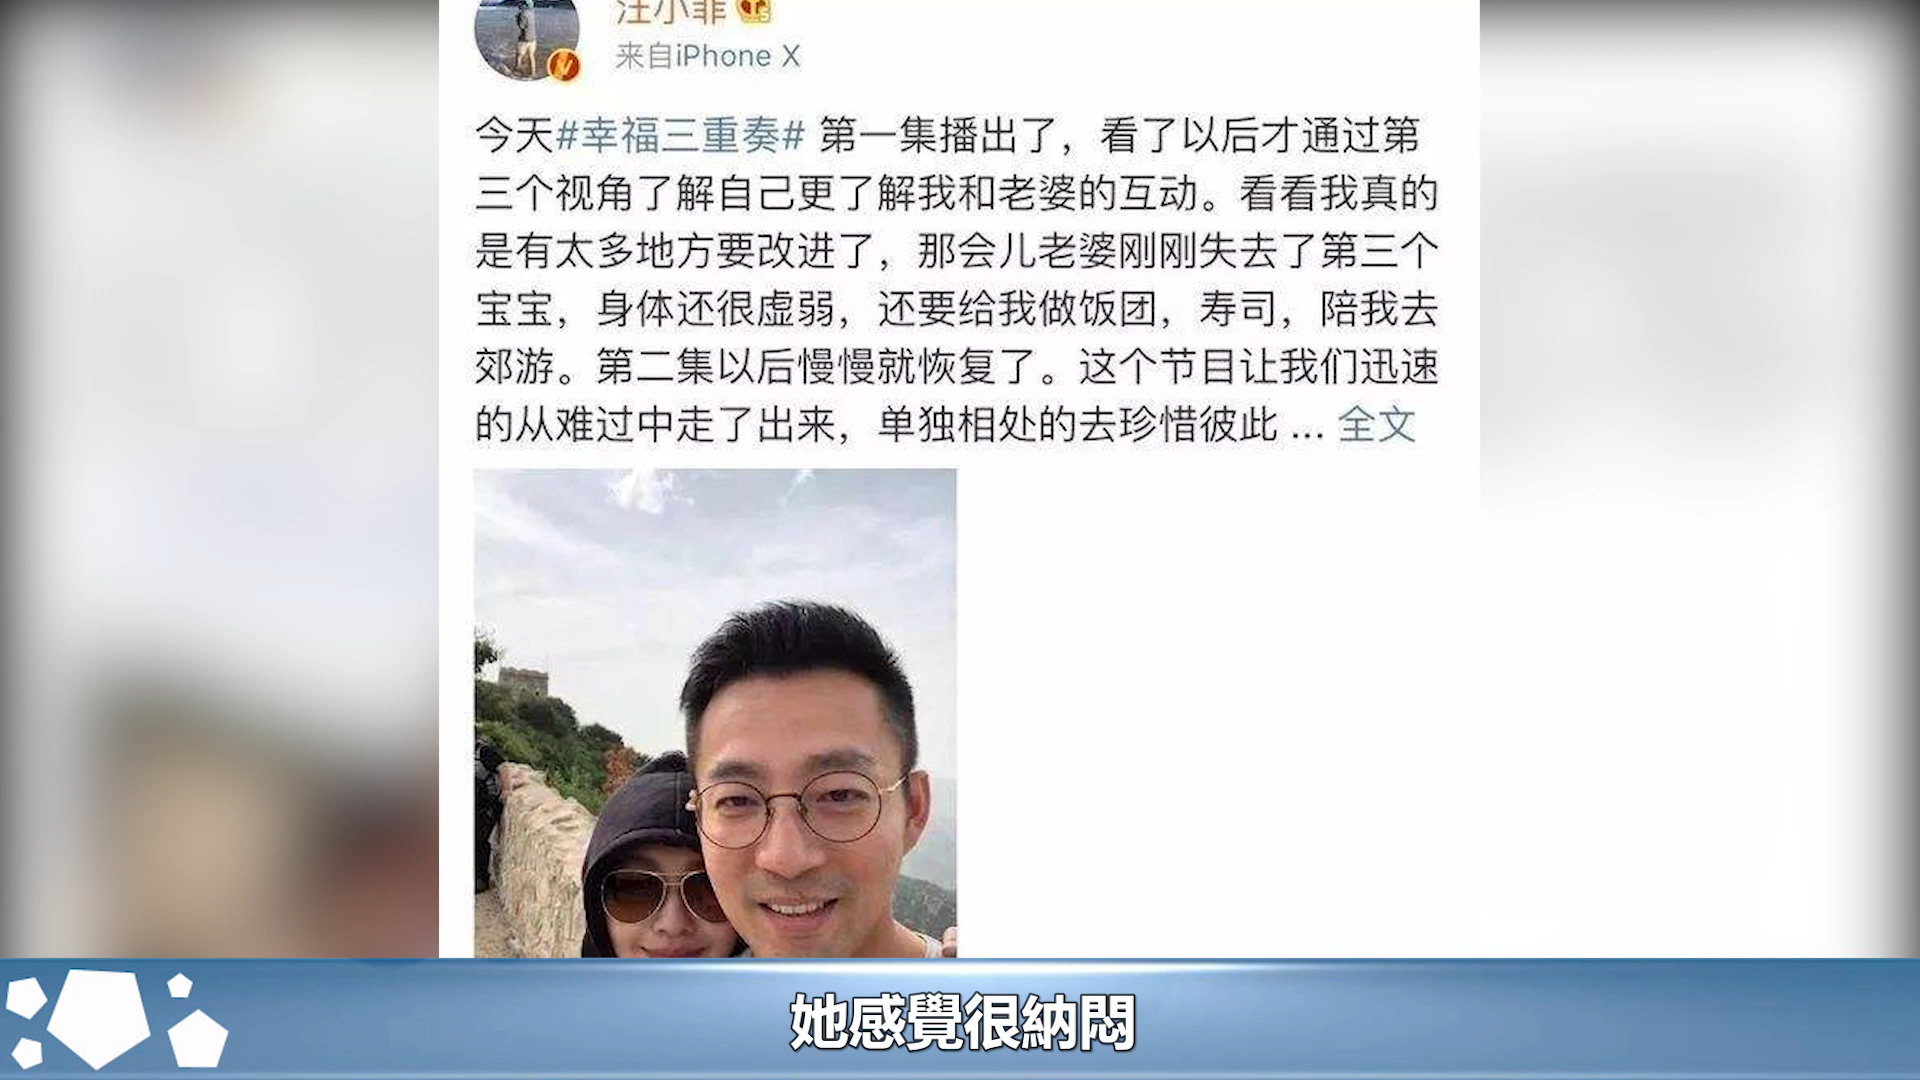 汪小菲
来自iPhone X
今天#幸福三重奏# 第一集播出了，看了以后才通过第
三个视角了解自己更了解我和老婆的互动。看看我真的
是有太多地方要改进了，那会儿老婆刚刚失去了第三个
宝宝，身体还很虚弱，还要给我做饭团，寿司，陪我去
郊游。第二集以后慢慢就恢复了。这个节目让我们迅速
的从难过中走了出来，单独相处的去珍惜彼此 ... 全文
她感覺很納悶